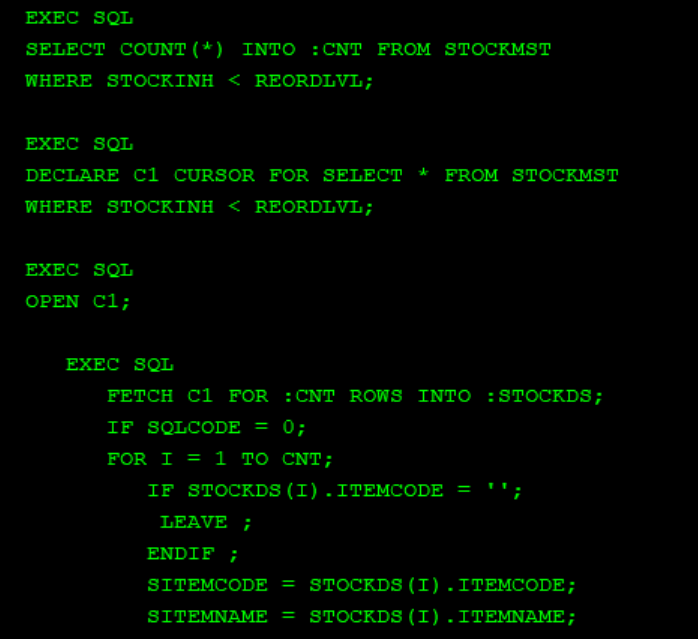 EXEC SQL
SELECT COUNT(*) INTO :CNT FROM STOCKMST
WHERE STOCKINH < REORDLVL;
EXEC SQL
DECLARE C1 CURSOR FOR SELECT * FROM STOCKMST
WHERE STOCKINH < REORDLVL;
EXEC SQL
OPEN C1;
EXEC SQL
FETCH C1 FOR :CNT ROWS INTO :STOCKDS;
IF SQLCODE = 0;
FOR I = 1 TO CNT;
IF STOCKDS(I).ITEMCODE = '';
LEAVE ;
ENDIF ;
SITEMCODE = STOCKDS(I).ITEMCODE;
SITEMNAME = STOCKDS(I).ITEMNAME;